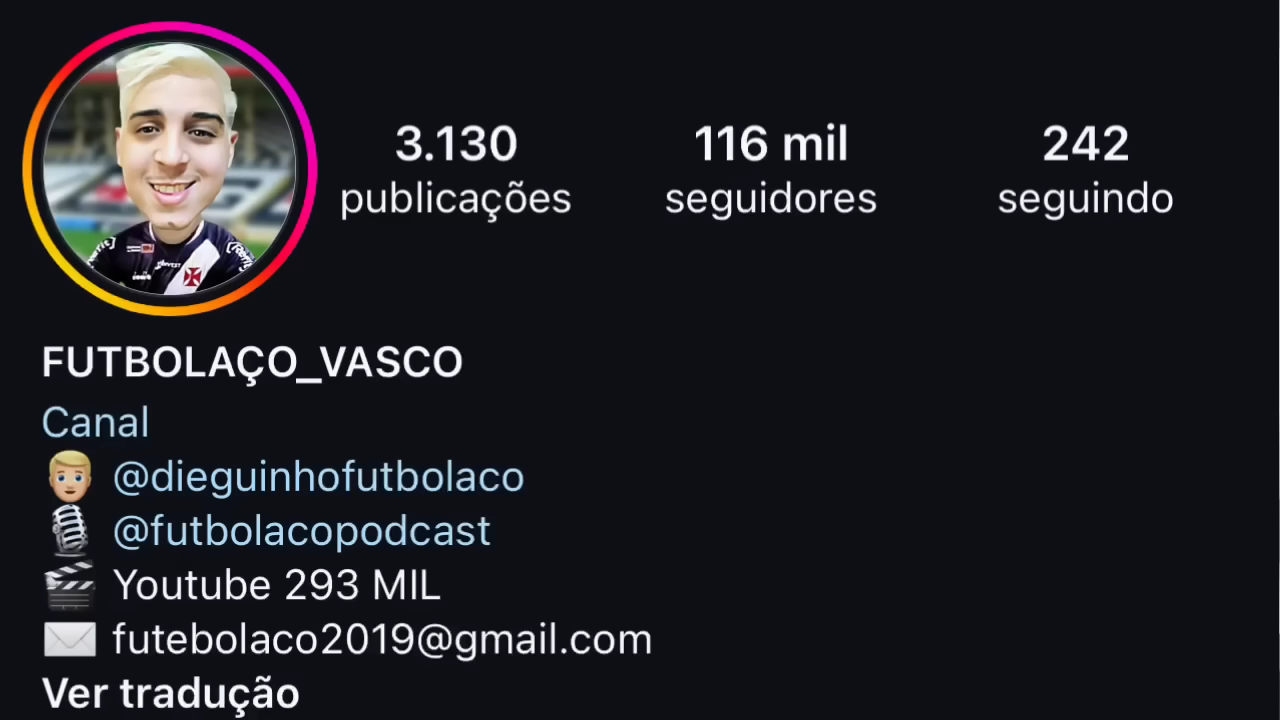 3.130
publicações
116 mil
seguidores
242
seguindo
FUTBOLAÇO_VASCO
Canal
@dieguinhofutbolaco
@futbolacopodcast
Youtube 293 MIL
futebolaco2019@gmail.com
Ver tradução